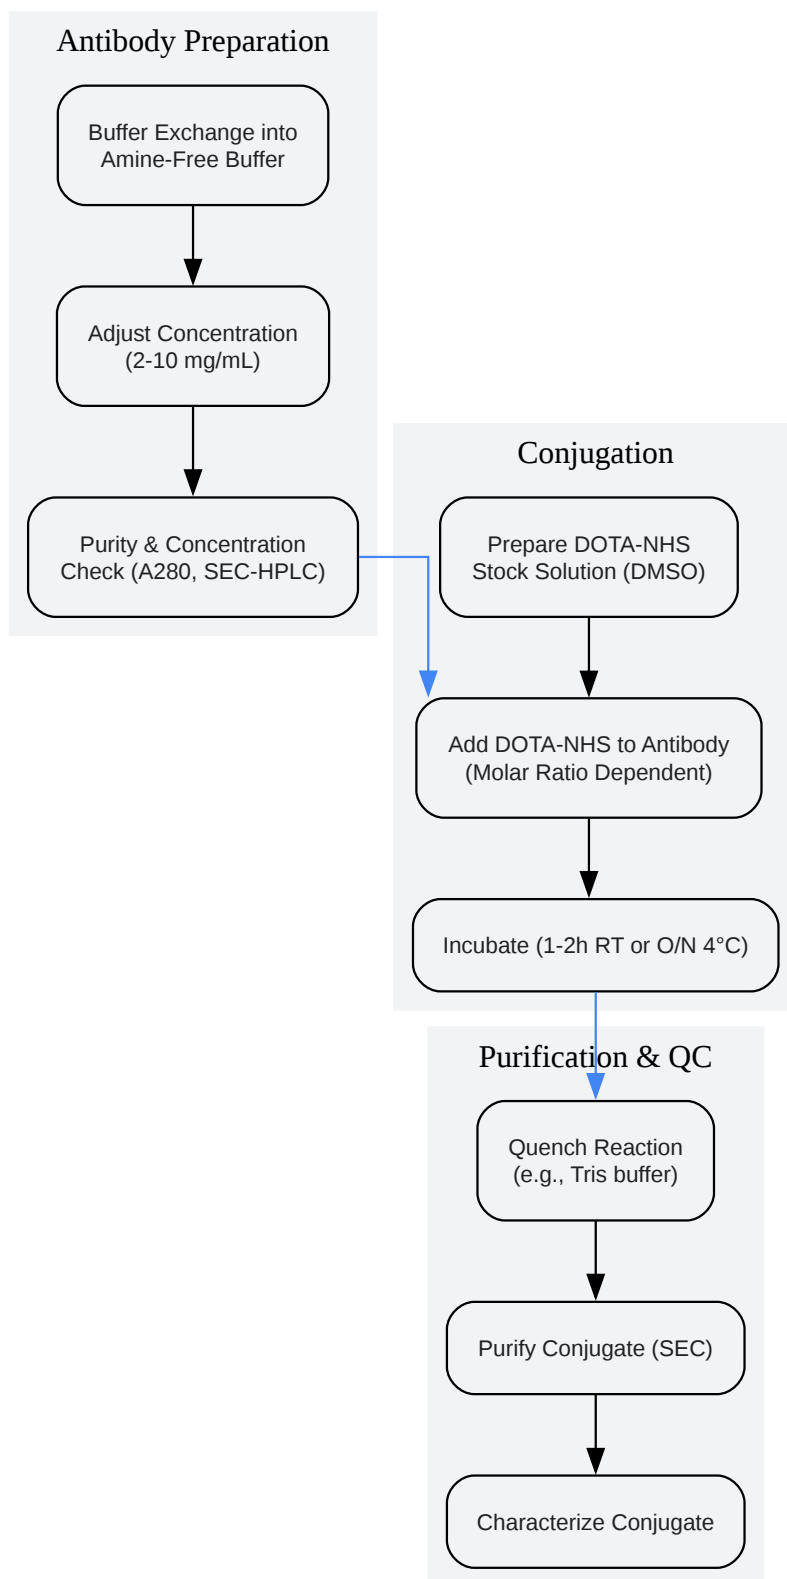 Antibody Preparation
Buffer Exchange into
Amine-Free Buffer
Adjust Concentration
(2-10 mg/mL)
Purity & Concentration
Check (A280, SEC-HPLC)
Conjugation
Prepare DOTA-NHS
Stock Solution (DMSO)
Add DOTA-NHS to Antibody
(Molar Ratio Dependent)
Incubate (1-2h RT or O/N 4°C)
Purification & QC
Quench Reaction
(e.g., Tris buffer)
Purify Conjugate (SEC)
Characterize Conjugate